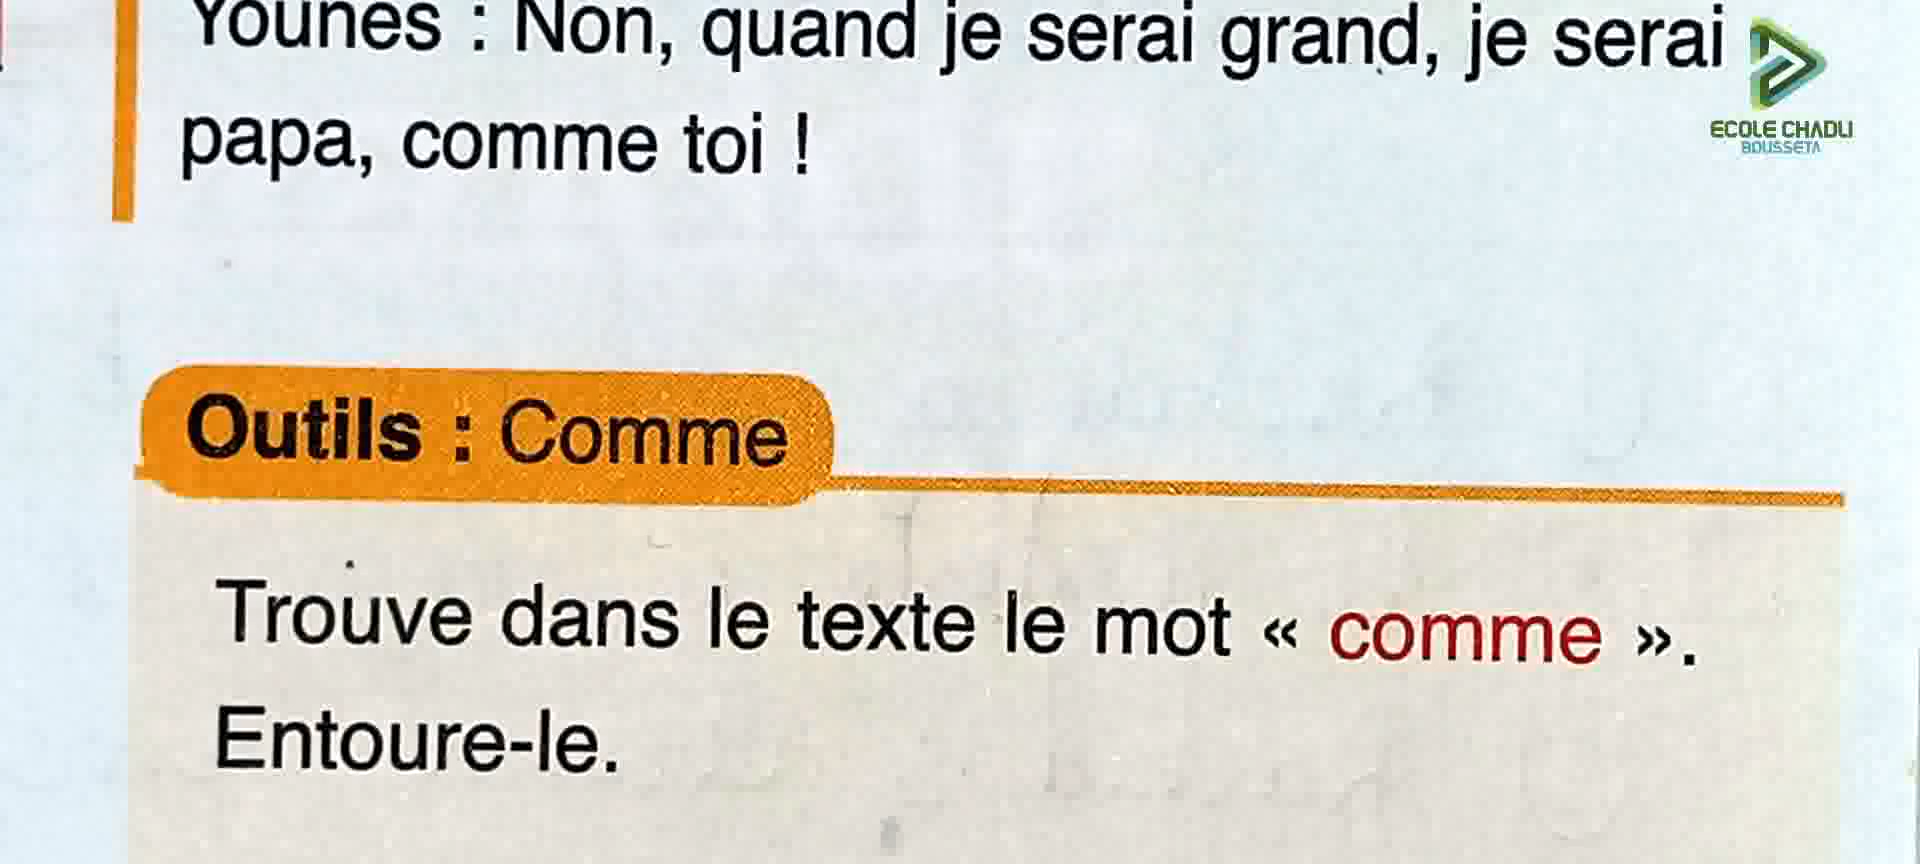 Younes : Non, quand je serai grand, je serai
papa, comme toi !
ECOLE CHADLI
BOUSSETA
Outils : Comme
Trouve dans le texte le mot « comme ».
Entoure-le.